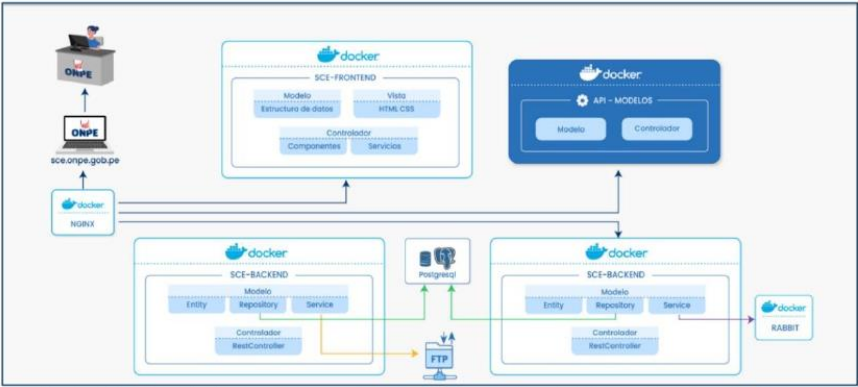 ONPE
ONPE
sce.onpe.gob.pe
docker
NGINX
docker
SCE-FRONTEND
Modelo
Estructura de datos
Vista
HTML CSS
Controlador
Componentes
Servicios
docker
API - MODELOS
Modelo
Controlador
docker
SCE-BACKEND
Modelo
Entity
Repository
Service
Controlador
RestController
Postgresql
FTP
docker
SCE-BACKEND
Modelo
Entity
Repository
Service
Controlador
RestController
docker
RABBIT